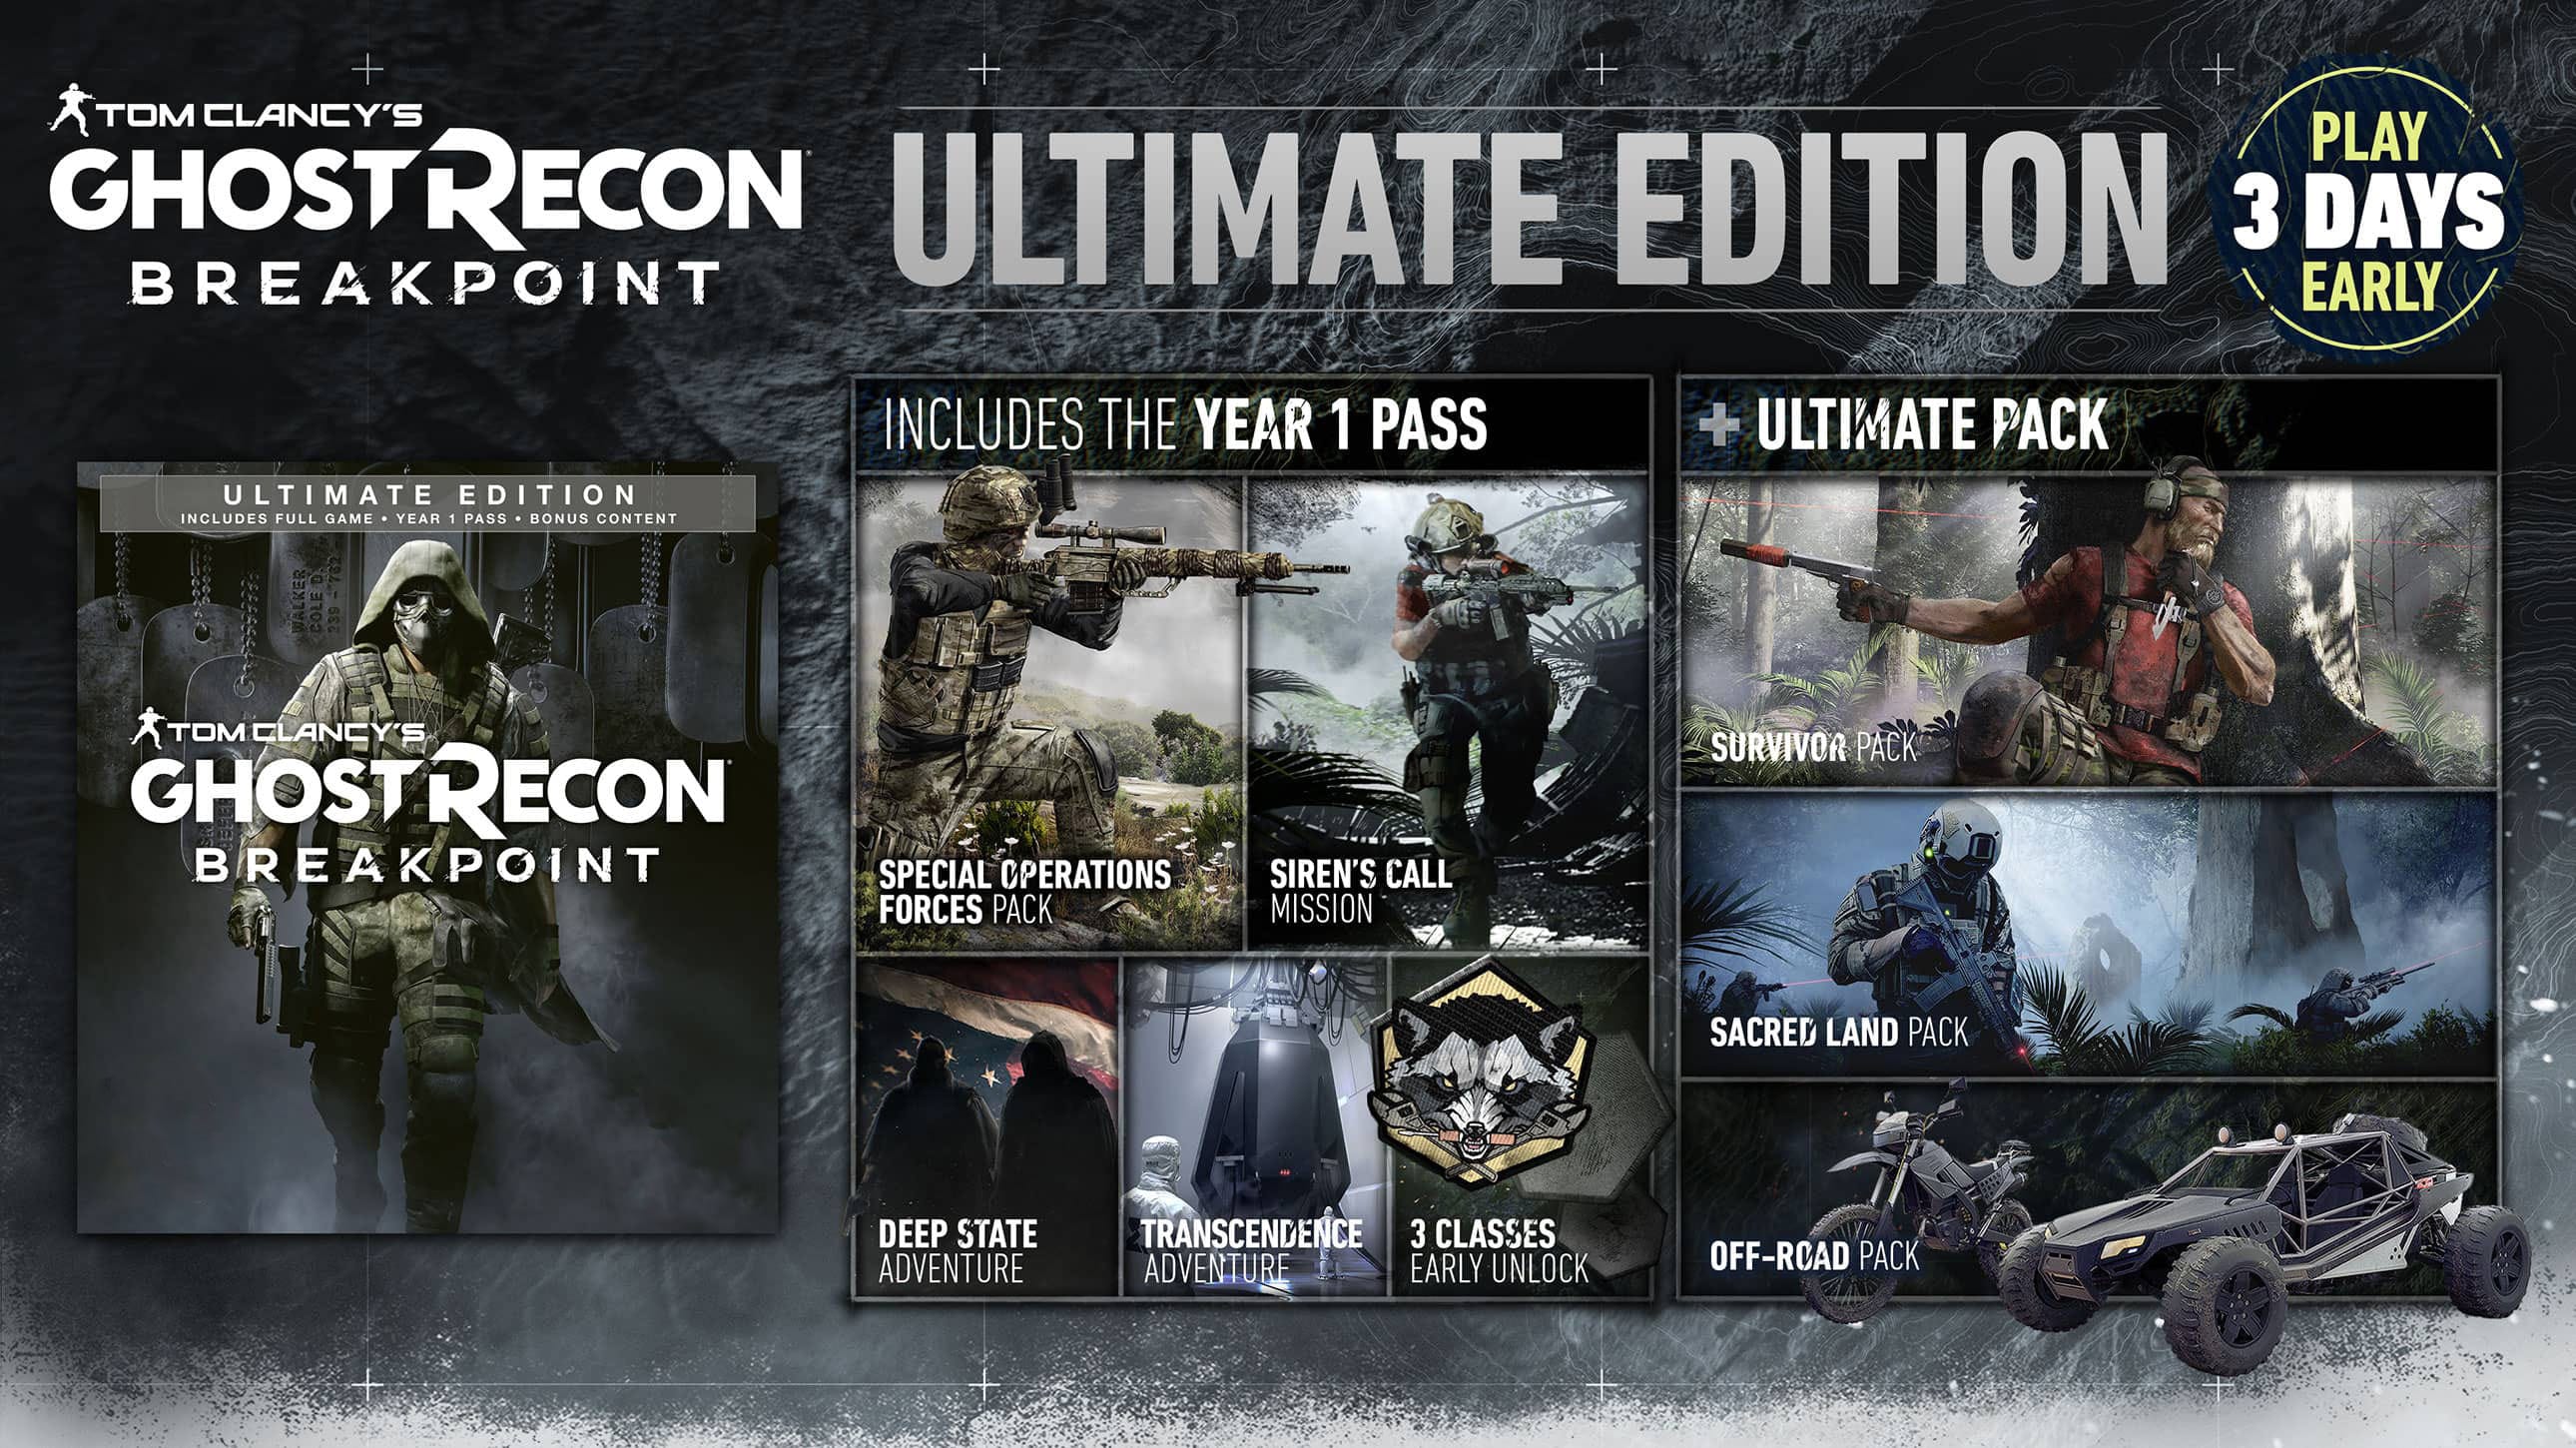 TOM CLANCY'S
GHOST RECON
BREAKPOINT
ULTIMATE EDITION
PLAY
3 DAYS
EARLY
ULTIMATE EDITION
INCLUDES FULL GAME • YEAR 1 PASS • BONUS CONTENT
WALKER
COLE D.
TOM CLANCY'S
GHOST RECON
BREAKPOINT
INCLUDES THE YEAR 1 PASS
SPECIAL OPERATIONS
FORCES PACK
SIREN'S CALL
MISSION
DEEP STATE
ADVENTURE
TRANSCENDENCE
ADVENTURE
3 CLASSES
EARLY UNLOCK
+ ULTIMATE PACK
SURVIVOR PACK
SACRED LAND PACK
OFF-ROAD PACK